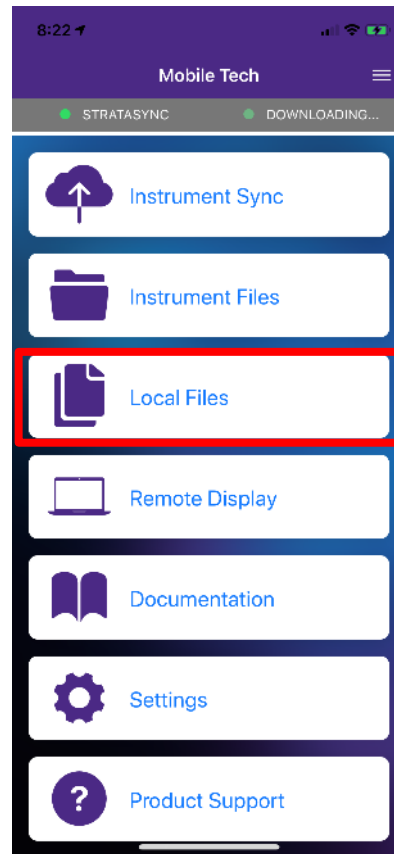 8:22
Mobile Tech
STRATASYNC DOWNLOADING...
Instrument Sync
Instrument Files
Local Files
Remote Display
Documentation
Settings
?
Product Support